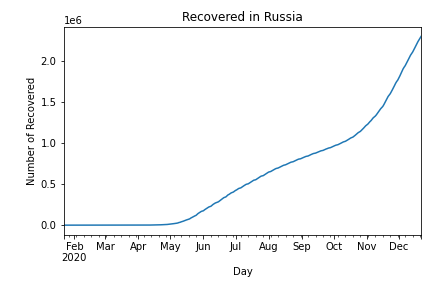 Recovered in Russia
1e6
Number of Recovered
2.0
1.5
1.0
0.5
0.0
Feb Mar Apr May Jun Jul Aug Sep Oct Nov Dec
2020
Day